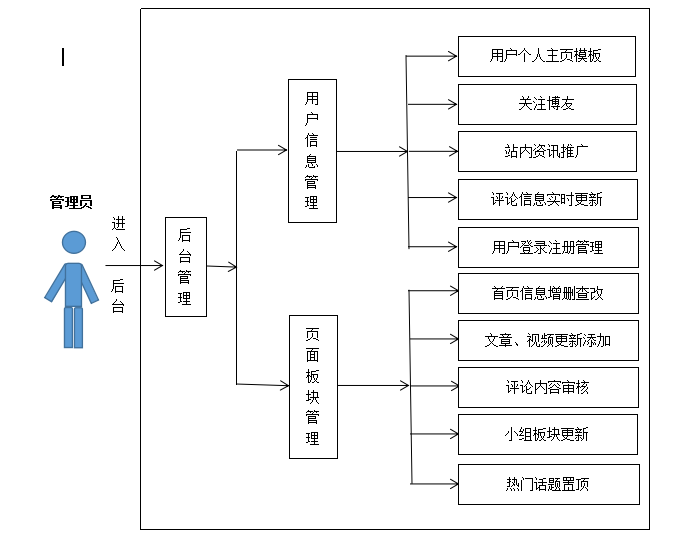 管理员
进入
后台
后台管理
用户信息管理
用户个人主页模板
关注博友
站内资讯推广
评论信息实时更新
用户登录注册管理
页面板块管理
首页信息增删查改
文章、视频更新添加
评论内容审核
小组板块更新
热门话题置顶